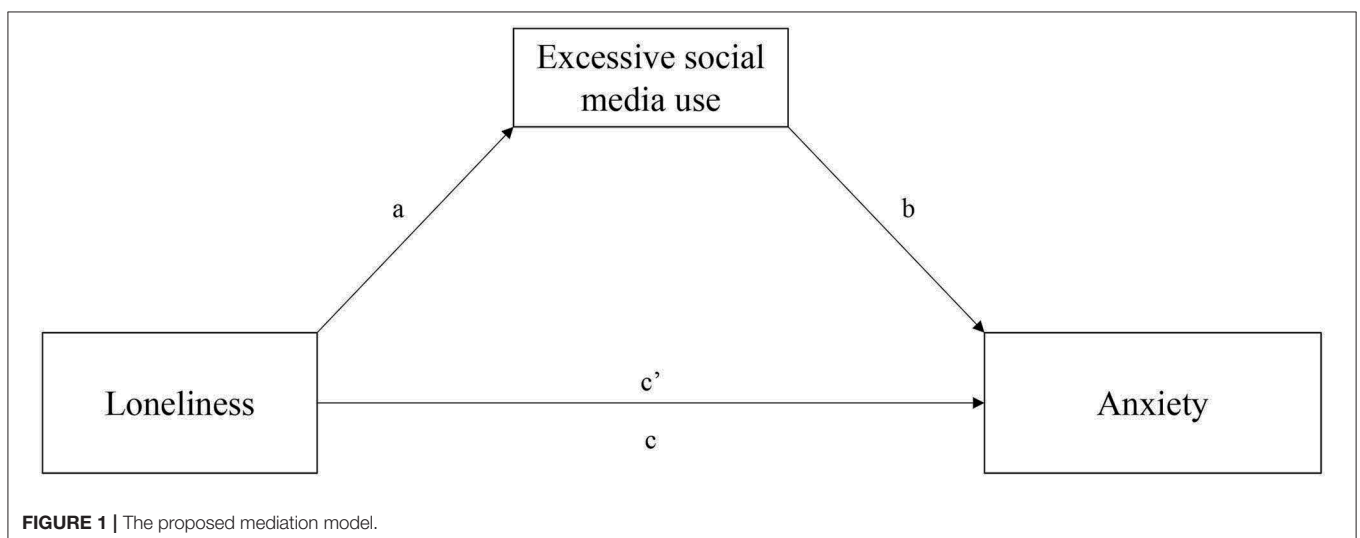 Excessive social
media use
a
b
Loneliness
c’
c
Anxiety
FIGURE 1 | The proposed mediation model.